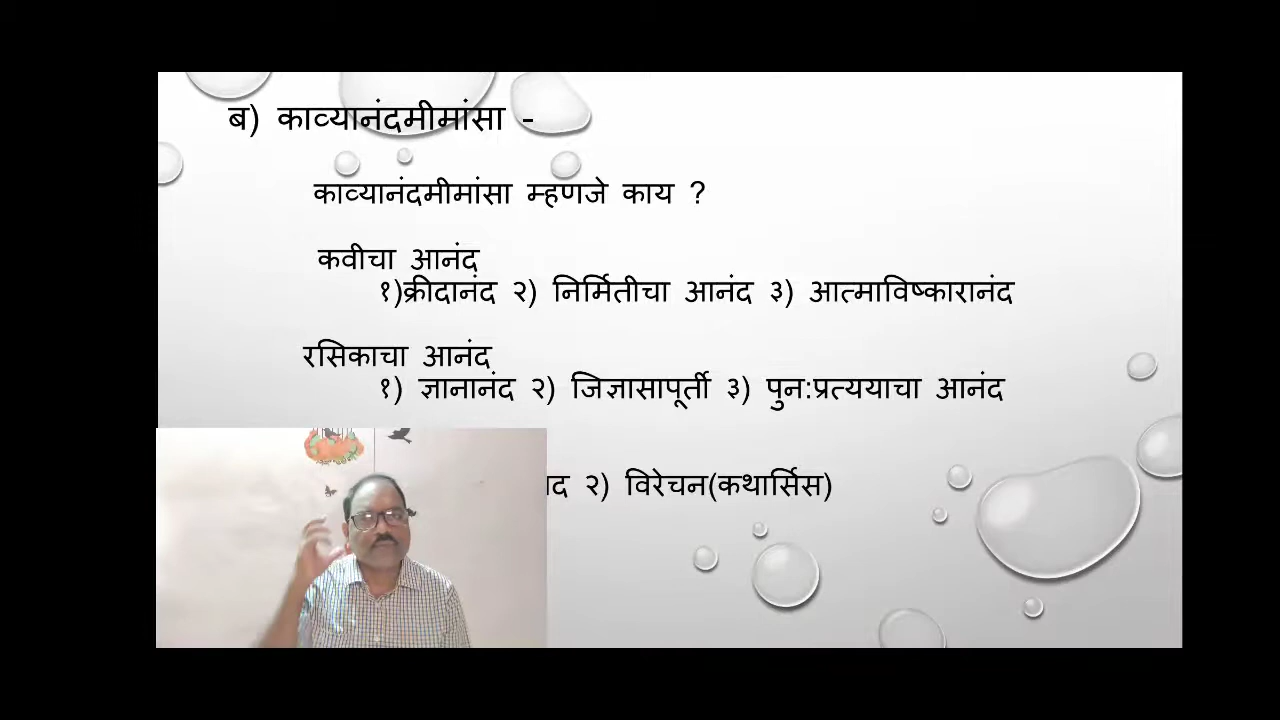 ब) काव्यानंदमीमांसा -
काव्यानंदमीमांसा म्हणजे काय ?
कवीचा आनंद
१)क्रीदानंद २) निर्मितीचा आनंद ३) आत्माविष्कारानंद
रसिकाचा आनंद
१) ज्ञानानंद २) जिज्ञासापूर्ती ३) पुन:प्रत्ययाचा आनंद
२) विरेचन(कथार्सिस)